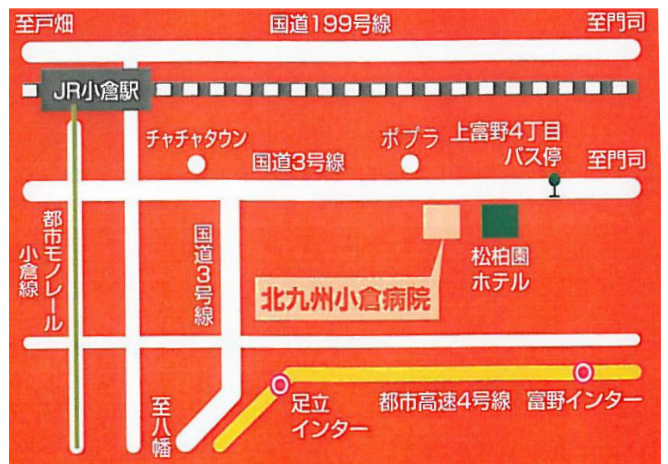 至戸畑
国道199号線
至門司
JR小倉駅
チャチャタウン
ポプラ
上富野4丁目
バス停
国道3号線
至門司
都市モノレール
小倉線
国道3号線
松柏園
ホテル
北九州小倉病院
至八幡
足立
インター
都市高速4号線
富野インター